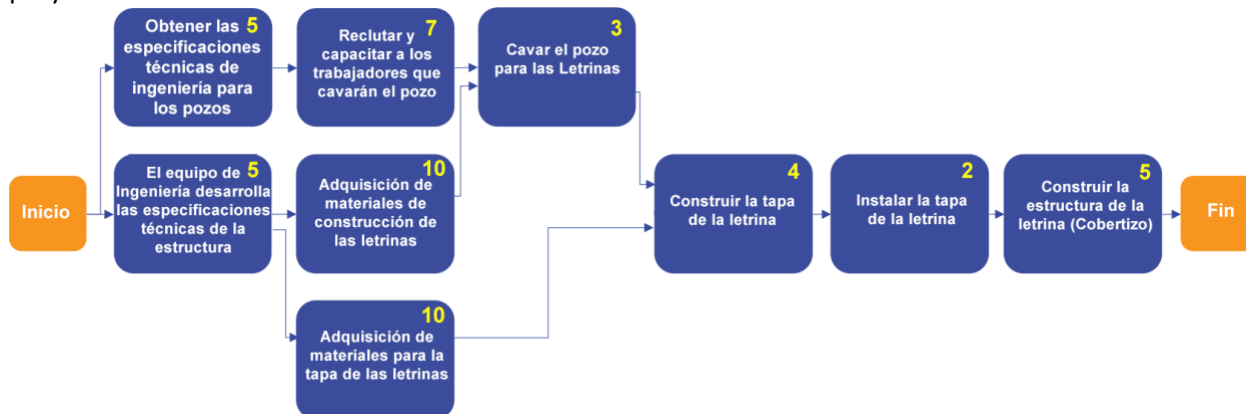 Obtener las 5
especificaciones
técnicas de
ingeniería para
los pozos
Reclutar y 7
capacitar a los
trabajadores que
cavarán el pozo
3
Cavar el pozo
para las Letrinas
Inicio
El equipo de 5
Ingeniería desarrolla
las especificaciones
técnicas de la
estructura
10
Adquisición de
materiales de
construcción de
las letrinas
10
Adquisición de
materiales para la
tapa de las letrinas
4
Construir la tapa
de la letrina
2
Instalar la tapa
de la letrina
5
Construir la
estructura de la
letrina (Cobertizo)
Fin